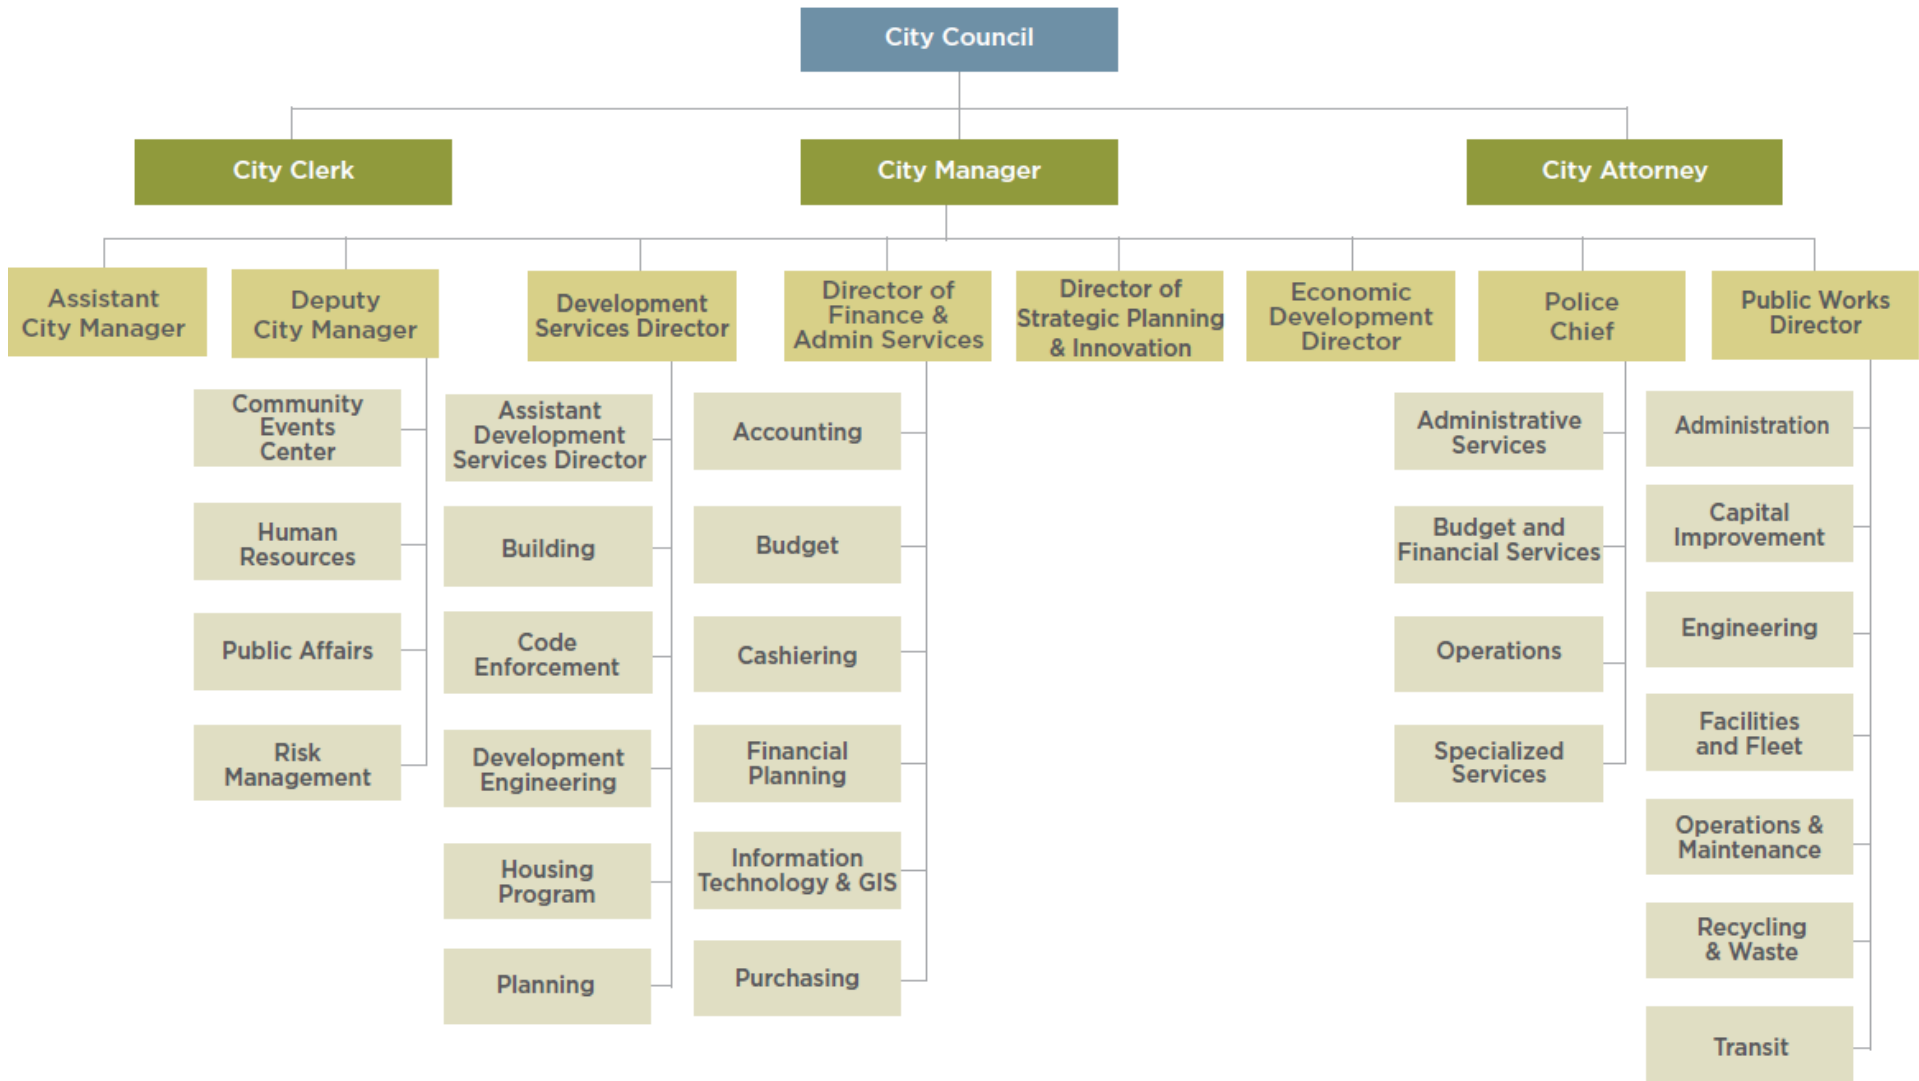 City Council
City Clerk
City Manager
City Attorney
Assistant
City Manager
Deputy
City Manager
Development
Services Director
Director of
Finance &
Admin Services
Director of
Strategic Planning
& Innovation
Economic
Development
Director
Police
Chief
Public Works
Director
Community
Events
Center
Human
Resources
Public Affairs
Risk
Management
Assistant
Development
Services Director
Building
Code
Enforcement
Development
Engineering
Housing
Program
Planning
Accounting
Budget
Cashiering
Financial
Planning
Information
Technology & GIS
Purchasing
Administrative
Services
Budget and
Financial Services
Operations
Specialized
Services
Administration
Capital
Improvement
Engineering
Facilities
and Fleet
Operations &
Maintenance
Recycling
& Waste
Transit